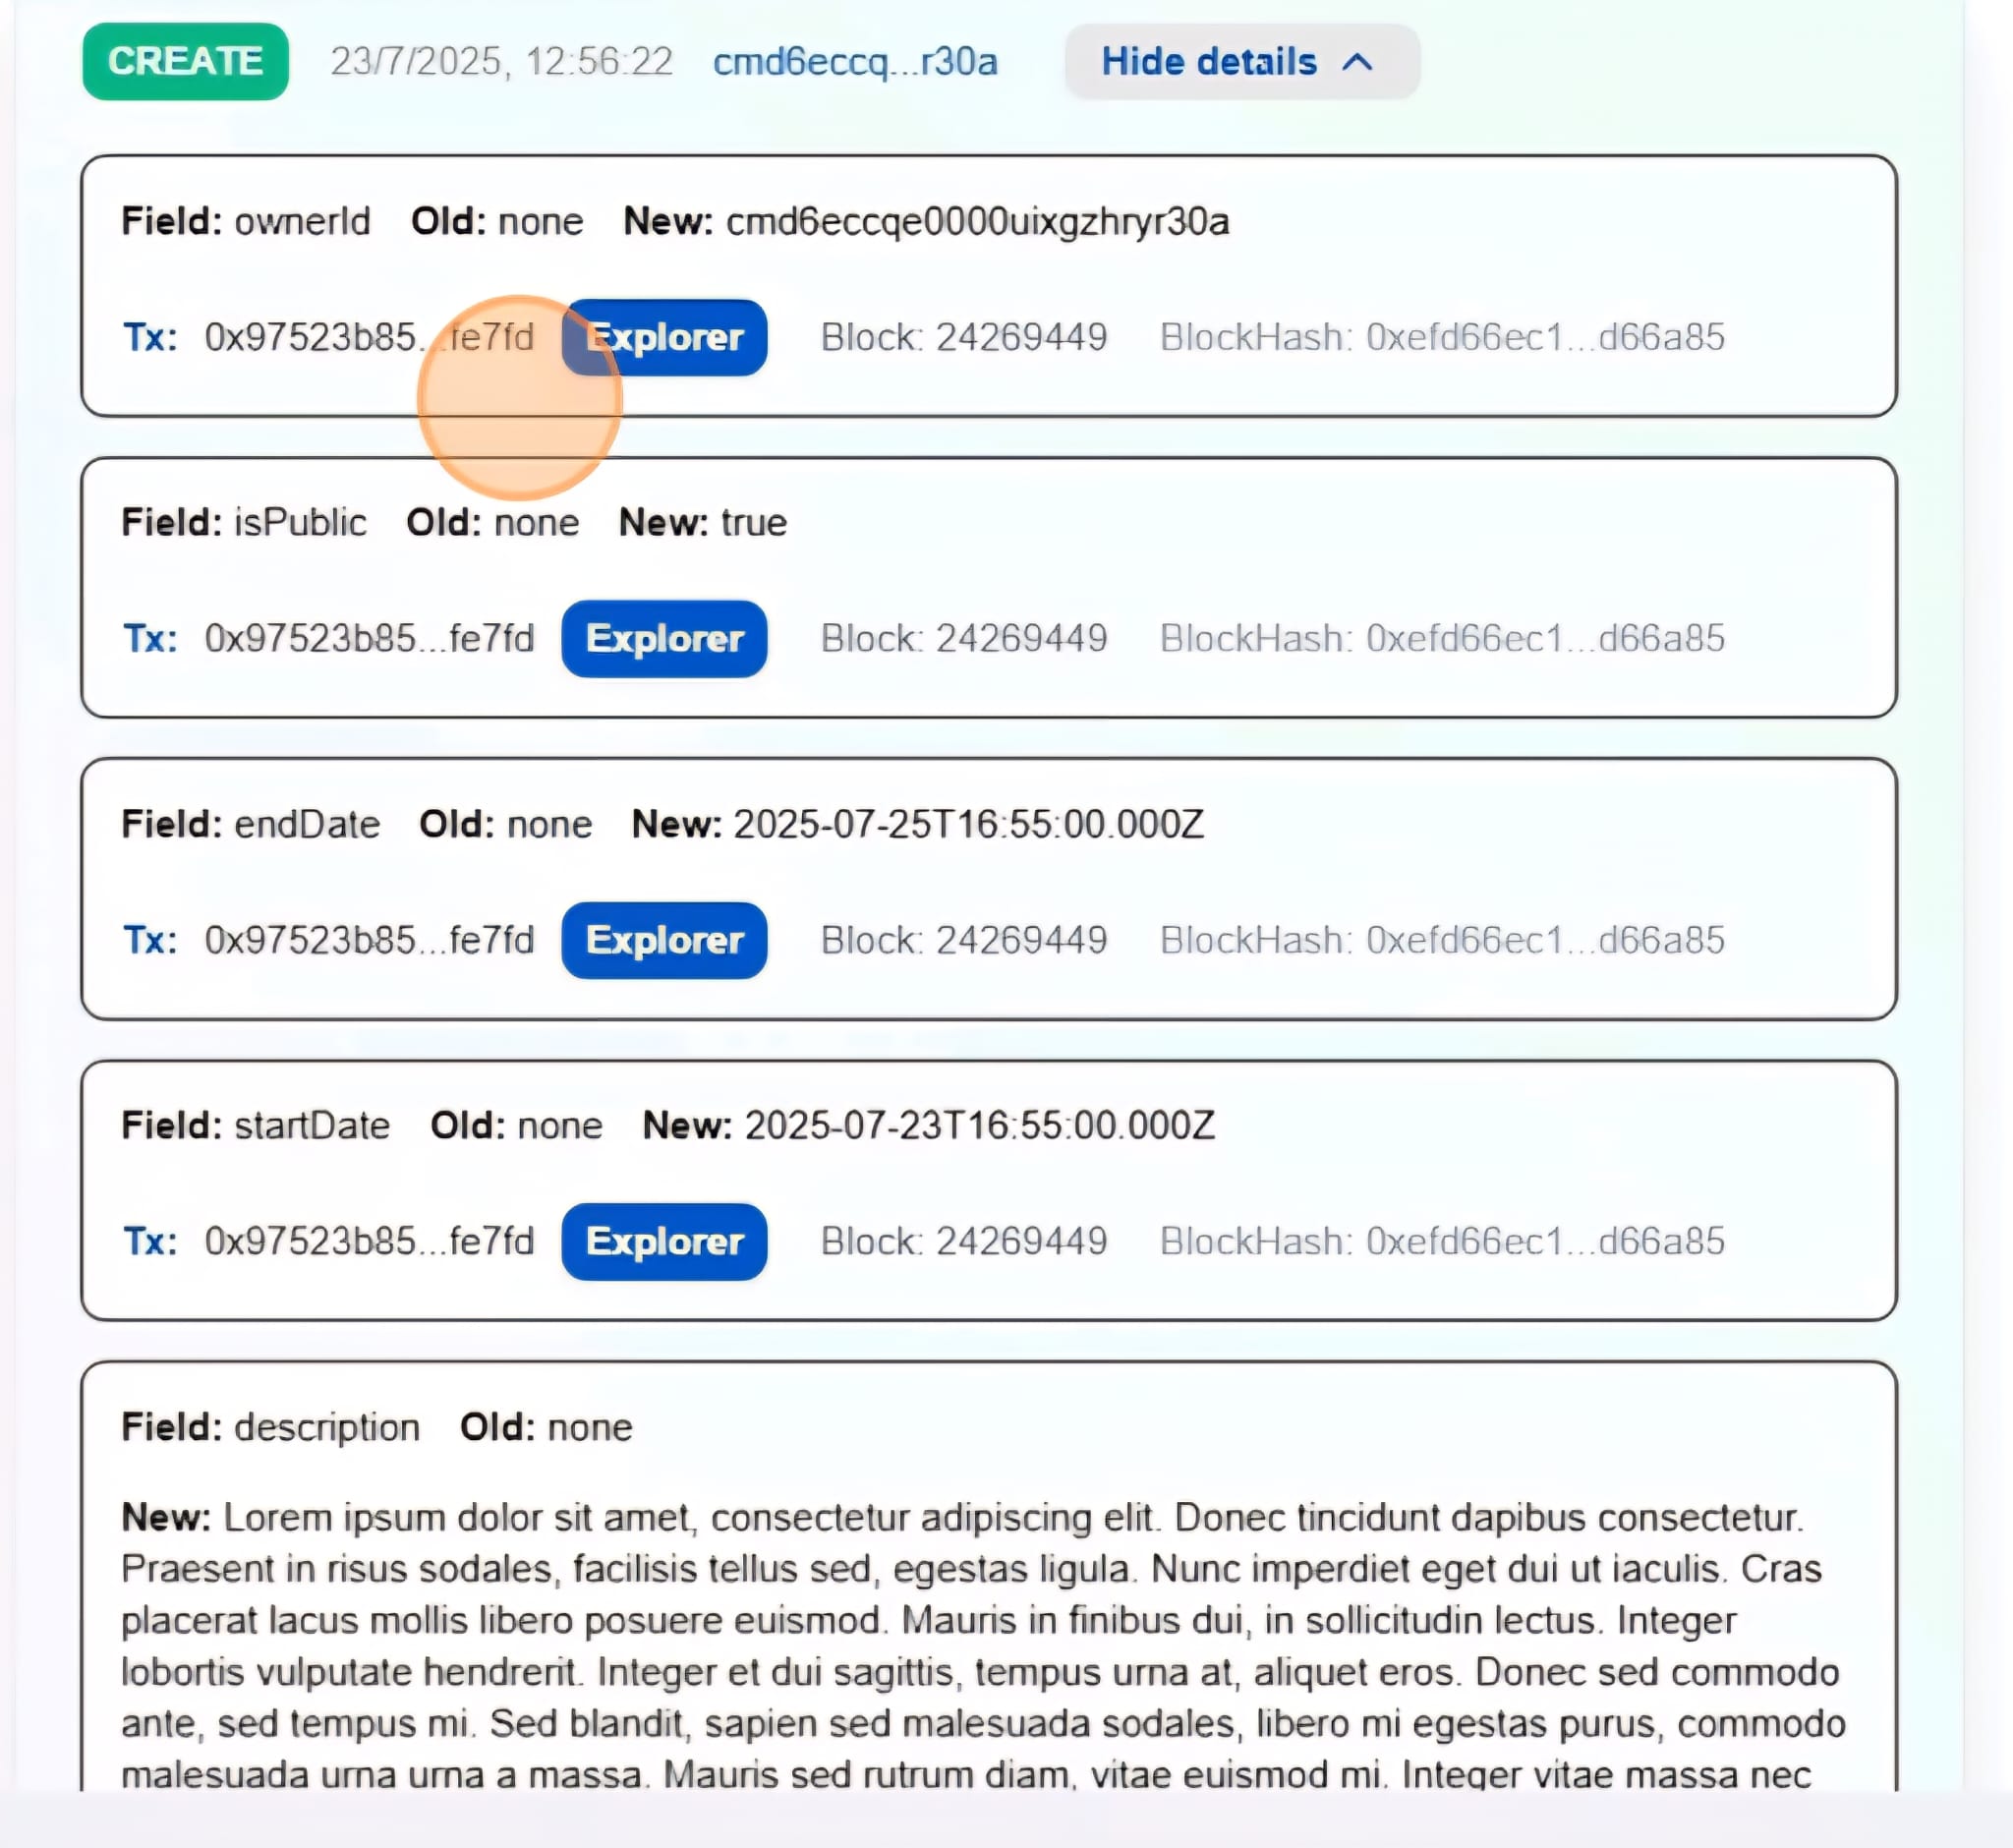 CREATE 23/7/2025, 12:56:22 cmd6eccq...r30a Hide details
Field: ownerId Old: none New: cmd6eccqe0000uixgzhryr30a
Tx: 0x97523b85...fe7fd Explorer Block: 24269449 BlockHash: 0xefd66ec1...d66a85
Field: isPublic Old: none New: true
Tx: 0x97523b85...fe7fd Explorer Block: 24269449 BlockHash: 0xefd66ec1...d66a85
Field: endDate Old: none New: 2025-07-25T16:55:00.000Z
Tx: 0x97523b85...fe7fd Explorer Block: 24269449 BlockHash: 0xefd66ec1...d66a85
Field: startDate Old: none New: 2025-07-23T16:55:00.000Z
Tx: 0x97523b85...fe7fd Explorer Block: 24269449 BlockHash: 0xefd66ec1...d66a85
Field: description Old: none
New: Lorem ipsum dolor sit amet, consectetur adipiscing elit. Donec tincidunt dapibus consectetur.
Praesent in risus sodales, facilisis tellus sed, egestas ligula. Nunc imperdiet eget dui ut iaculis. Cras
placerat lacus mollis libero posuere euismod. Mauris in finibus dui, in sollicitudin lectus. Integer
lobortis vulputate hendrerit. Integer et dui sagittis, tempus urna at, aliquet eros. Donec sed commodo
ante, sed tempus mi. Sed blandit, sapien sed malesuada sodales, libero mi egestas purus, commodo
malesuada urna urna a massa. Mauris sed rutrum diam, vitae euismod mi. Integer vitae massa nec